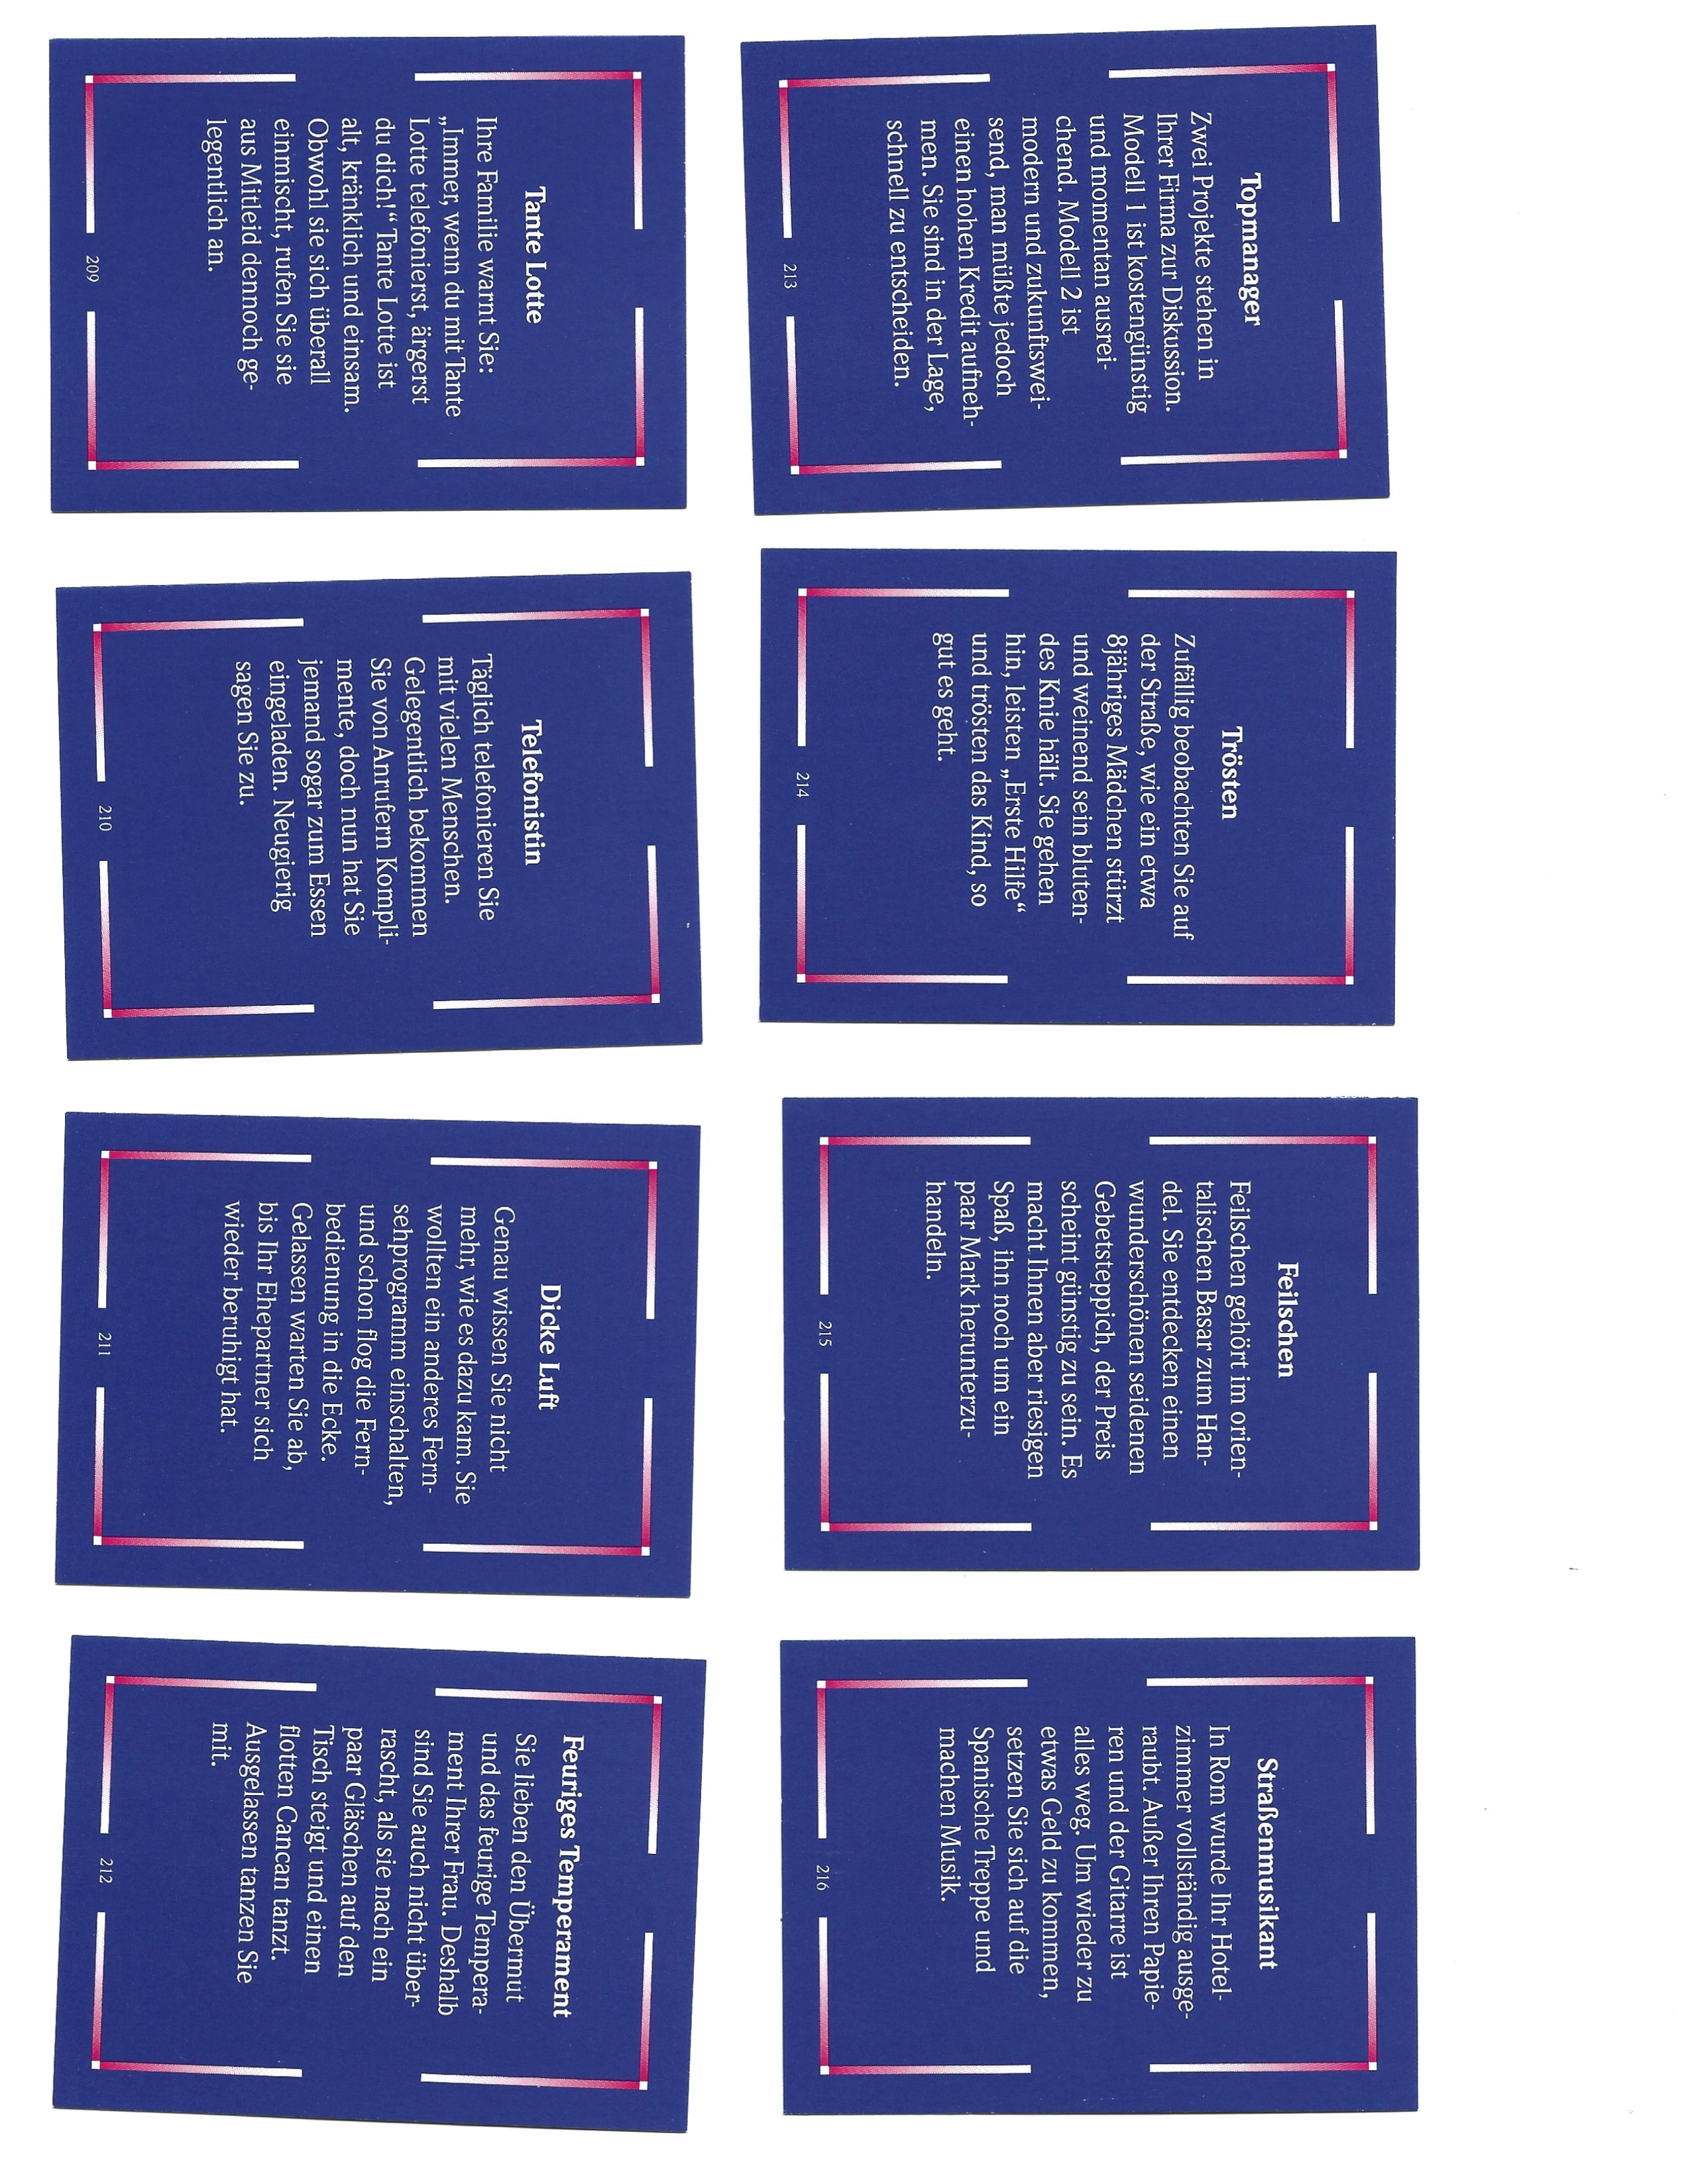 Tante Lotte
Ihre Familie warnt Sie:
„Immer, wenn du mit Tante
Lotte telefonierst, ärgerst
du dich!“ Tante Lotte ist
alt, kränklich und einsam.
Obwohl sie sich überall
einmischt, rufen Sie sie
aus Mitleid dennoch ge-
legentlich an.
209
Telefonistin
Täglich telefonieren Sie
mit vielen Menschen.
Gelegentlich bekommen
Sie von Anrufern Kompli-
mente, doch nun hat Sie
jemand sogar zum Essen
eingeladen. Neugierig
sagen Sie zu.
210
Dicke Luft
Genau wissen Sie nicht
mehr, wie es dazu kam. Sie
wollten ein anderes Fern-
sehprogramm einschalten,
und schon flog die Fern-
bedienung in die Ecke.
Gelassen warten Sie ab,
bis Ihr Ehepartner sich
wieder beruhigt hat.
211
Feuriges Temperament
Sie lieben den Übermut
und das feurige Tempera-
ment Ihrer Frau. Deshalb
sind Sie auch nicht über-
rascht, als sie nach ein
paar Gläschen auf den
Tisch steigt und einen
flotten Cancan tanzt.
Ausgelassen tanzen Sie
mit.
212
Topmanager
Zwei Projekte stehen in
Ihrer Firma zur Diskussion.
Modell 1 ist kostengünstig
und momentan ausrei-
chend. Modell 2 ist
modern und zukunftswei-
send, man müßte jedoch
einen hohen Kredit aufneh-
men. Sie sind in der Lage,
schnell zu entscheiden.
213
Trösten
Zufällig beobachten Sie auf
der Straße, wie ein etwa
8jähriges Mädchen stürzt
und weinend sein bluten-
des Knie hält. Sie gehen
hin, leisten „Erste Hilfe“
und trösten das Kind, so
gut es geht.
214
Feilschen
Feilschen gehört im orien-
talischen Basar zum Han-
del. Sie entdecken einen
wunderschönen seidenen
Gebetsteppich, der Preis
scheint günstig zu sein. Es
macht Ihnen aber riesigen
Spaß, ihn noch um ein
paar Mark herunterzu-
handeln.
215
Straßenmusikant
In Rom wurde Ihr Hotel-
zimmer vollständig ausge-
raubt. Außer Ihren Papie-
ren und der Gitarre ist
alles weg. Um wieder zu
etwas Geld zu kommen,
setzen Sie sich auf die
Spanische Treppe und
machen Musik.
216